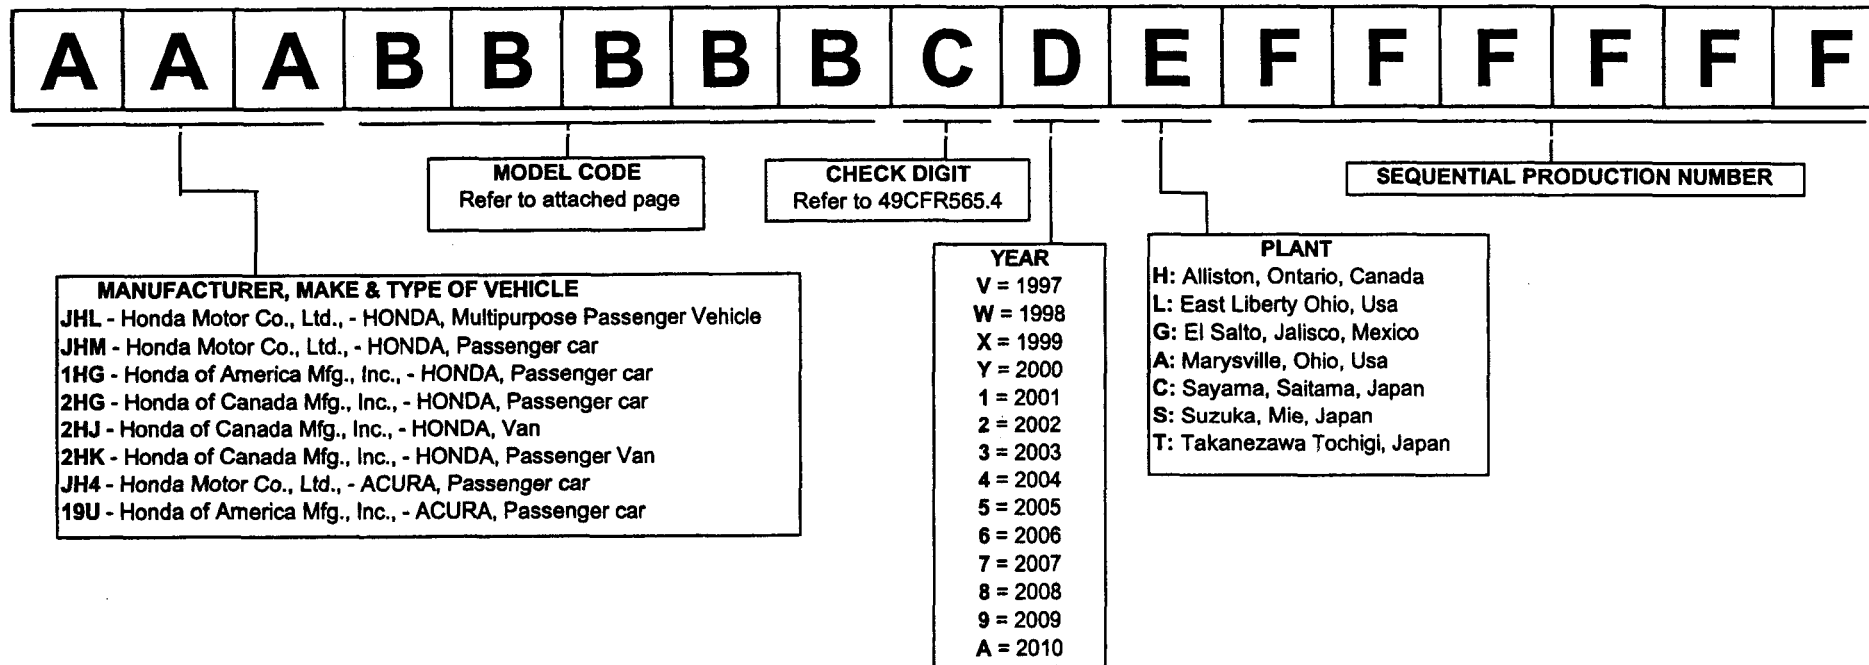 A A A B B B B B C D E F F F F F F
MODEL CODE
Refer to attached page
CHECK DIGIT
Refer to 49CFR565.4
SEQUENTIAL PRODUCTION NUMBER
MANUFACTURER, MAKE & TYPE OF VEHICLE
JHL - Honda Motor Co., Ltd., - HONDA, Multipurpose Passenger Vehicle
JHM - Honda Motor Co., Ltd., - HONDA, Passenger car
1HG - Honda of America Mfg., Inc., - HONDA, Passenger car
2HG - Honda of Canada Mfg., Inc., - HONDA, Passenger car
2HJ - Honda of Canada Mfg., Inc., - HONDA, Van
2HK - Honda of Canada Mfg., Inc., - HONDA, Passenger Van
JH4 - Honda Motor Co., Ltd., - ACURA, Passenger car
19U - Honda of America Mfg., Inc., - ACURA, Passenger car
YEAR
V = 1997
W = 1998
X = 1999
Y = 2000
1 = 2001
2 = 2002
3 = 2003
4 = 2004
5 = 2005
6 = 2006
7 = 2007
8 = 2008
9 = 2009
A = 2010
PLANT
H: Alliston, Ontario, Canada
L: East Liberty Ohio, Usa
G: El Salto, Jalisco, Mexico
A: Marysville, Ohio, Usa
C: Sayama, Saitama, Japan
S: Suzuka, Mie, Japan
T: Takanezawa Tochigi, Japan